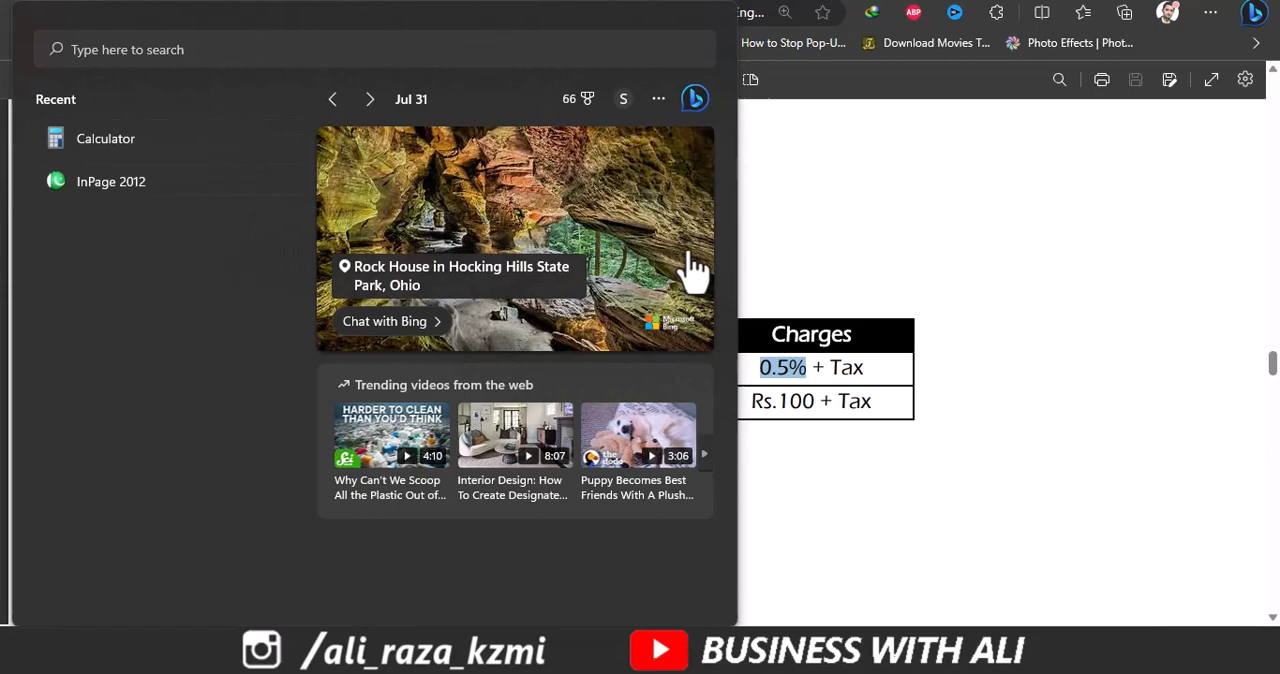 Eng...
How to Stop Pop-U...
Download Movies T...
Photo Effects | Phot...
Type here to search
Recent
Jul 31
66
S
Calculator
InPage 2012
Rock House in Hocking Hills State
Park, Ohio
Chat with Bing
Microsoft
Bing
Trending videos from the web
HARDER TO CLEAN
THAN YOU'D THINK
4:10
8:07
3:06
Why Can't We Scoop
All the Plastic Out of...
Interior Design: How
To Create Designate...
Puppy Becomes Best
Friends With A Plush...
Charges
0.5% + Tax
Rs.100 + Tax
ABP
/ali_raza_kzmi
BUSINESS WITH ALI